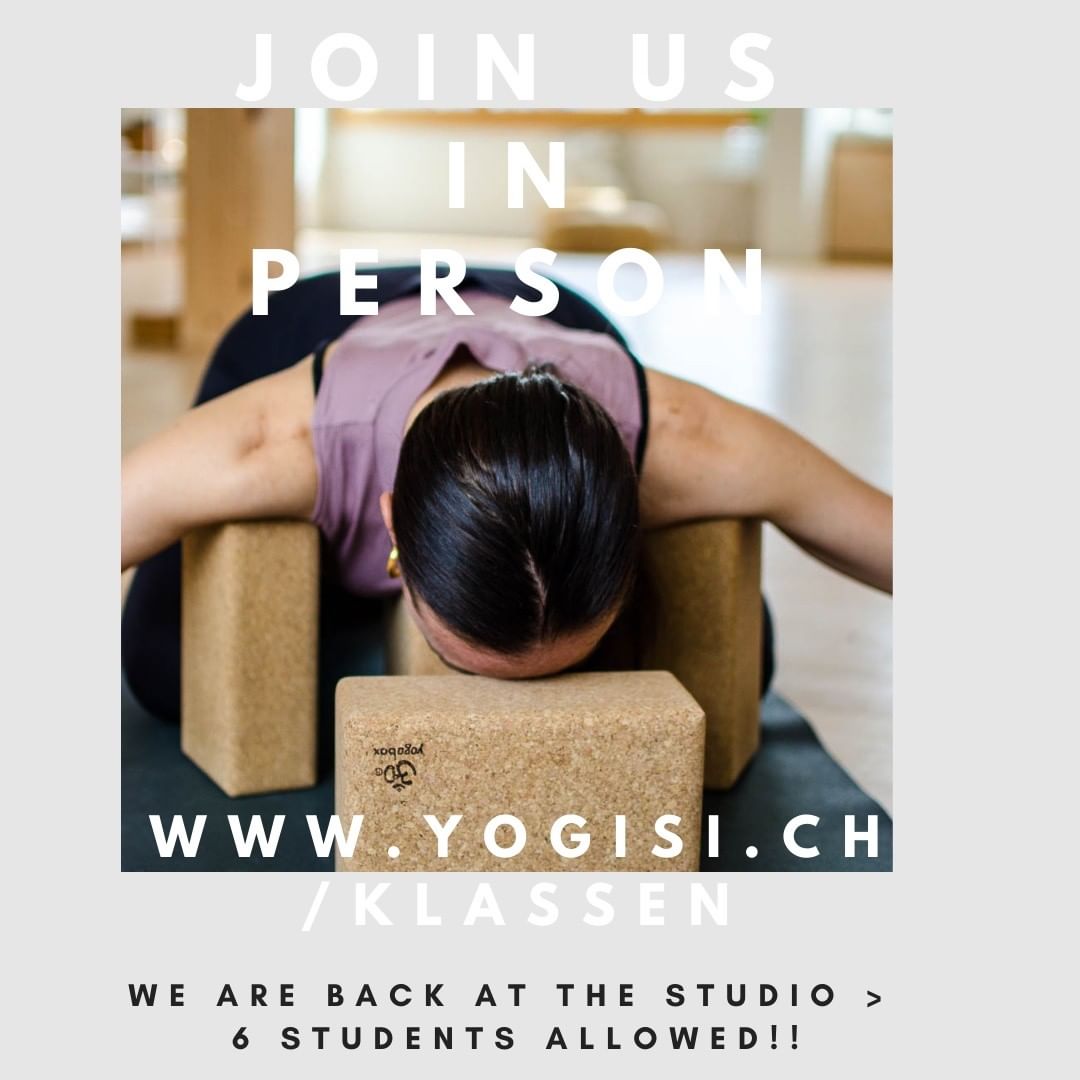 JOIN US
IN
PERSON
yogabox
WWW.YOGISI.CH
/KLASSEN
WE ARE BACK AT THE STUDIO >
6 STUDENTS ALLOWED!!